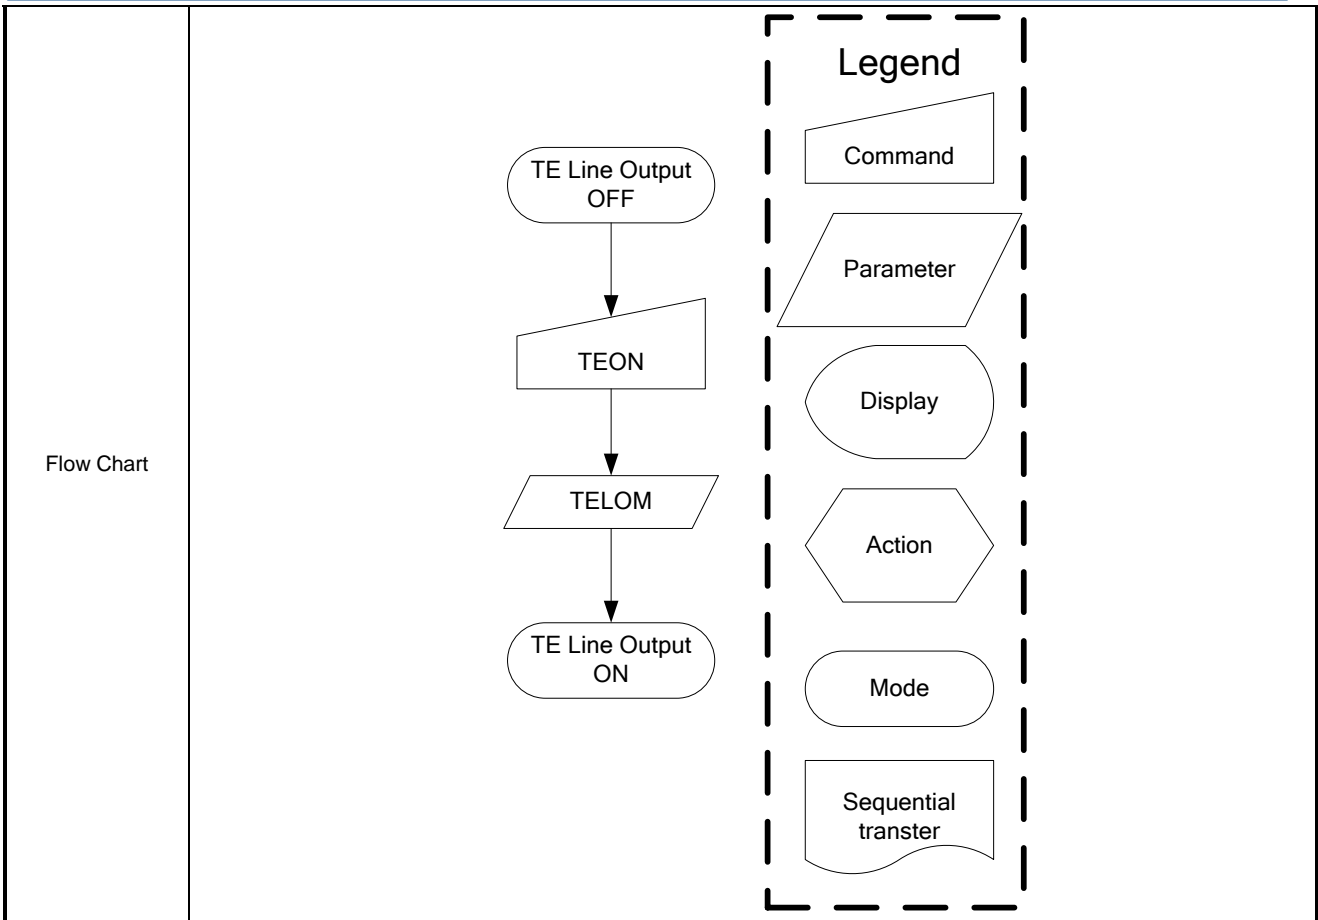 Flow Chart
TE Line Output
OFF
TEON
TELOM
TE Line Output
ON
Legend
Command
Parameter
Display
Action
Mode
Sequential
transter